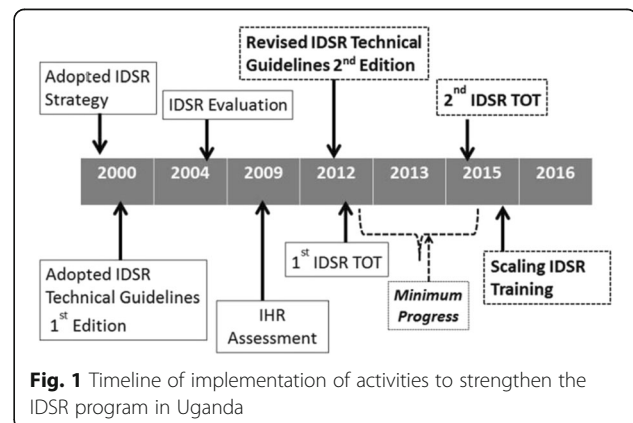 Revised IDSR Technical
Guidelines 2nd Edition
Adopted IDSR
Strategy
IDSR Evaluation
2nd IDSR TOT
2000 2004 2009 2012 2013 2015 2016
Adopted IDSR
Technical Guidelines
1st Edition
IHR
Assessment
1st IDSR TOT
Minimum
Progress
Scaling IDSR
Training
Fig. 1 Timeline of implementation of activities to strengthen the
IDSR program in Uganda